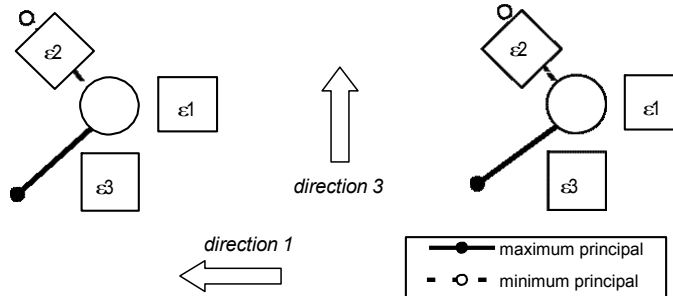 ε2
ε2
ε1
ε1
ε3
ε3
direction 3
direction 1
maximum principal
minimum principal